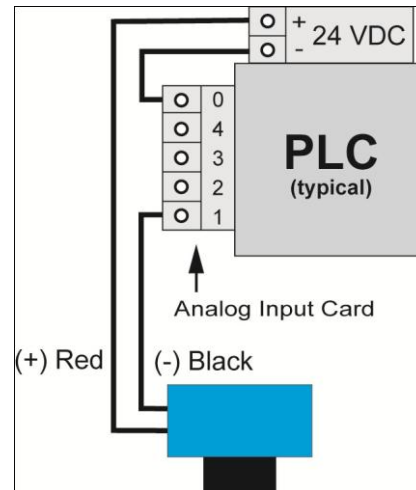 + 24 VDC
-
0
4
3
2
1
PLC
(typical)
Analog Input Card
(+) Red (-) Black